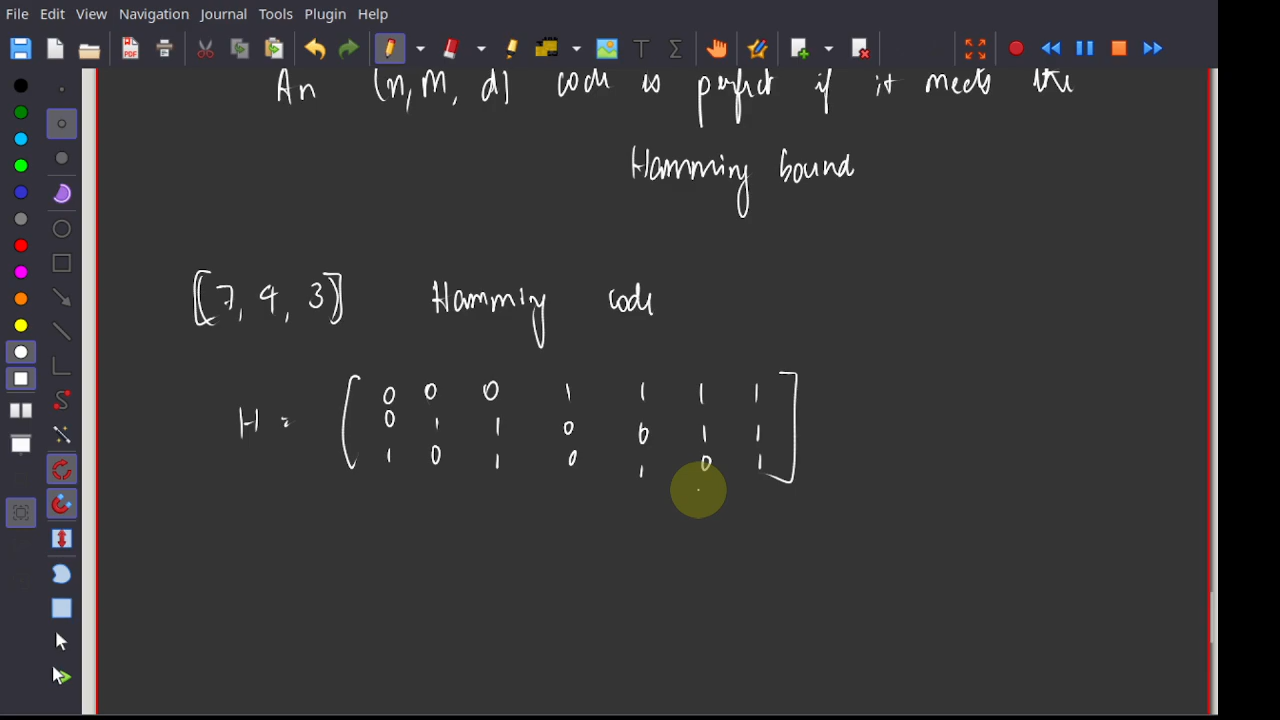 File Edit View Navigation Journal Tools Plugin Help
An (n, M, d) code is perfect if it meets the
Hamming bound
[7, 4, 3] Hamming code
0 0 0 1 1 1 1
H = 0 1 1 0 0 1 1
1 0 1 0 1 0 1